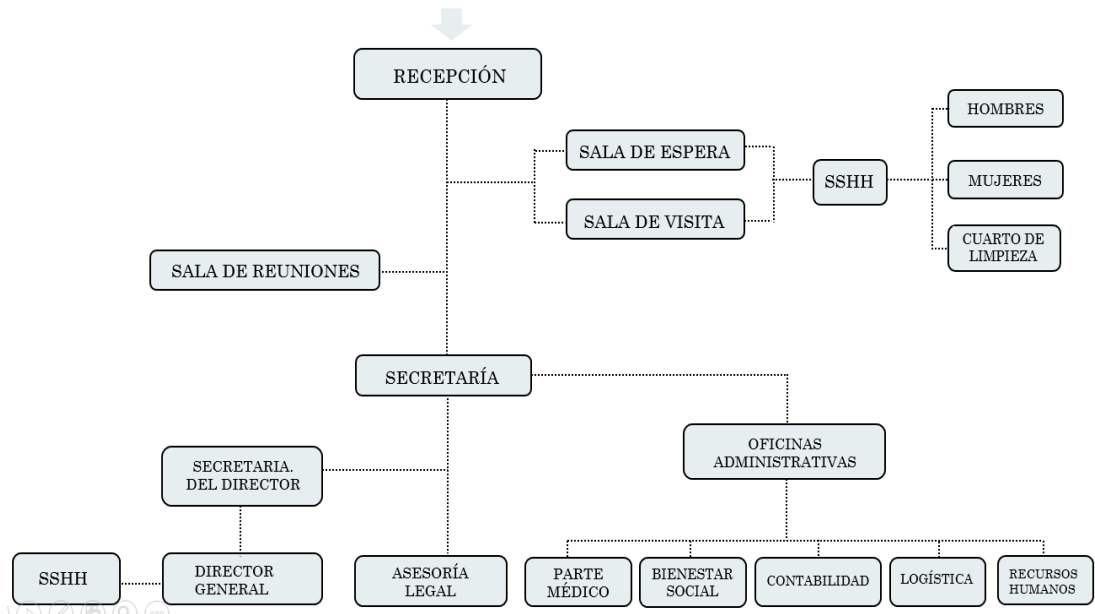 RECEPCIÓN
HOMBRES
SALA DE ESPERA
SSHH
MUJERES
SALA DE VISITA
CUARTO DE
LIMPIEZA
SALA DE REUNIONES
SECRETARÍA
OFICINAS
ADMINISTRATIVAS
SECRETARIA.
DEL DIRECTOR
SSHH
DIRECTOR
GENERAL
ASESORÍA
LEGAL
PARTE
MÉDICO
BIENESTAR
SOCIAL
CONTABILIDAD
LOGÍSTICA
RECURSOS
HUMANOS